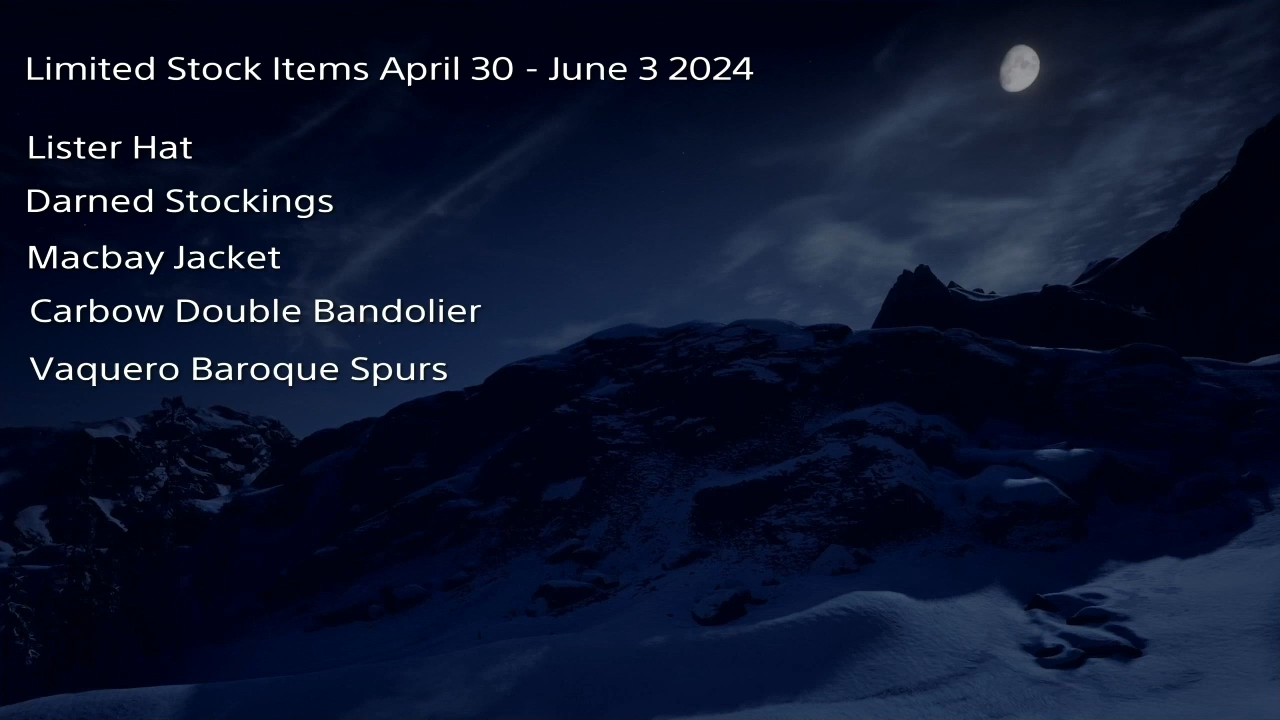 Limited Stock Items April 30 - June 3 2024
Lister Hat
Darned Stockings
Macbay Jacket
Carbow Double Bandolier
Vaquero Baroque Spurs